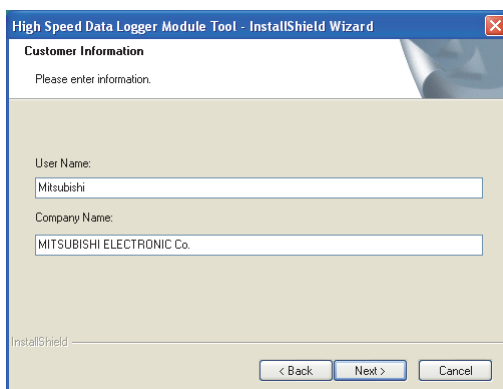 High Speed Data Logger Module Tool - InstallShield Wizard
Customer Information
Please enter information.
User Name:
Mitsubishi
Company Name:
MITSUBISHI ELECTRONIC Co.
InstallShield
< Back Next > Cancel